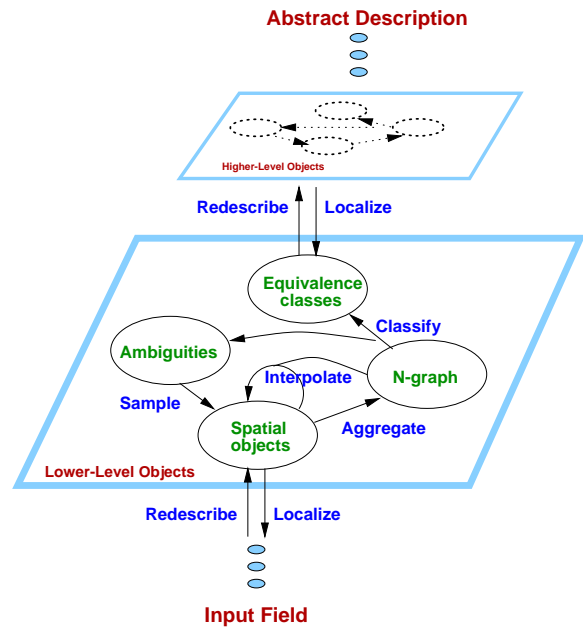 Abstract Description
Higher-Level Objects
Redescribe
Localize
Equivalence
classes
Classify
Ambiguities
Interpolate
N-graph
Sample
Spatial
objects
Aggregate
Lower-Level Objects
Redescribe
Localize
Input Field